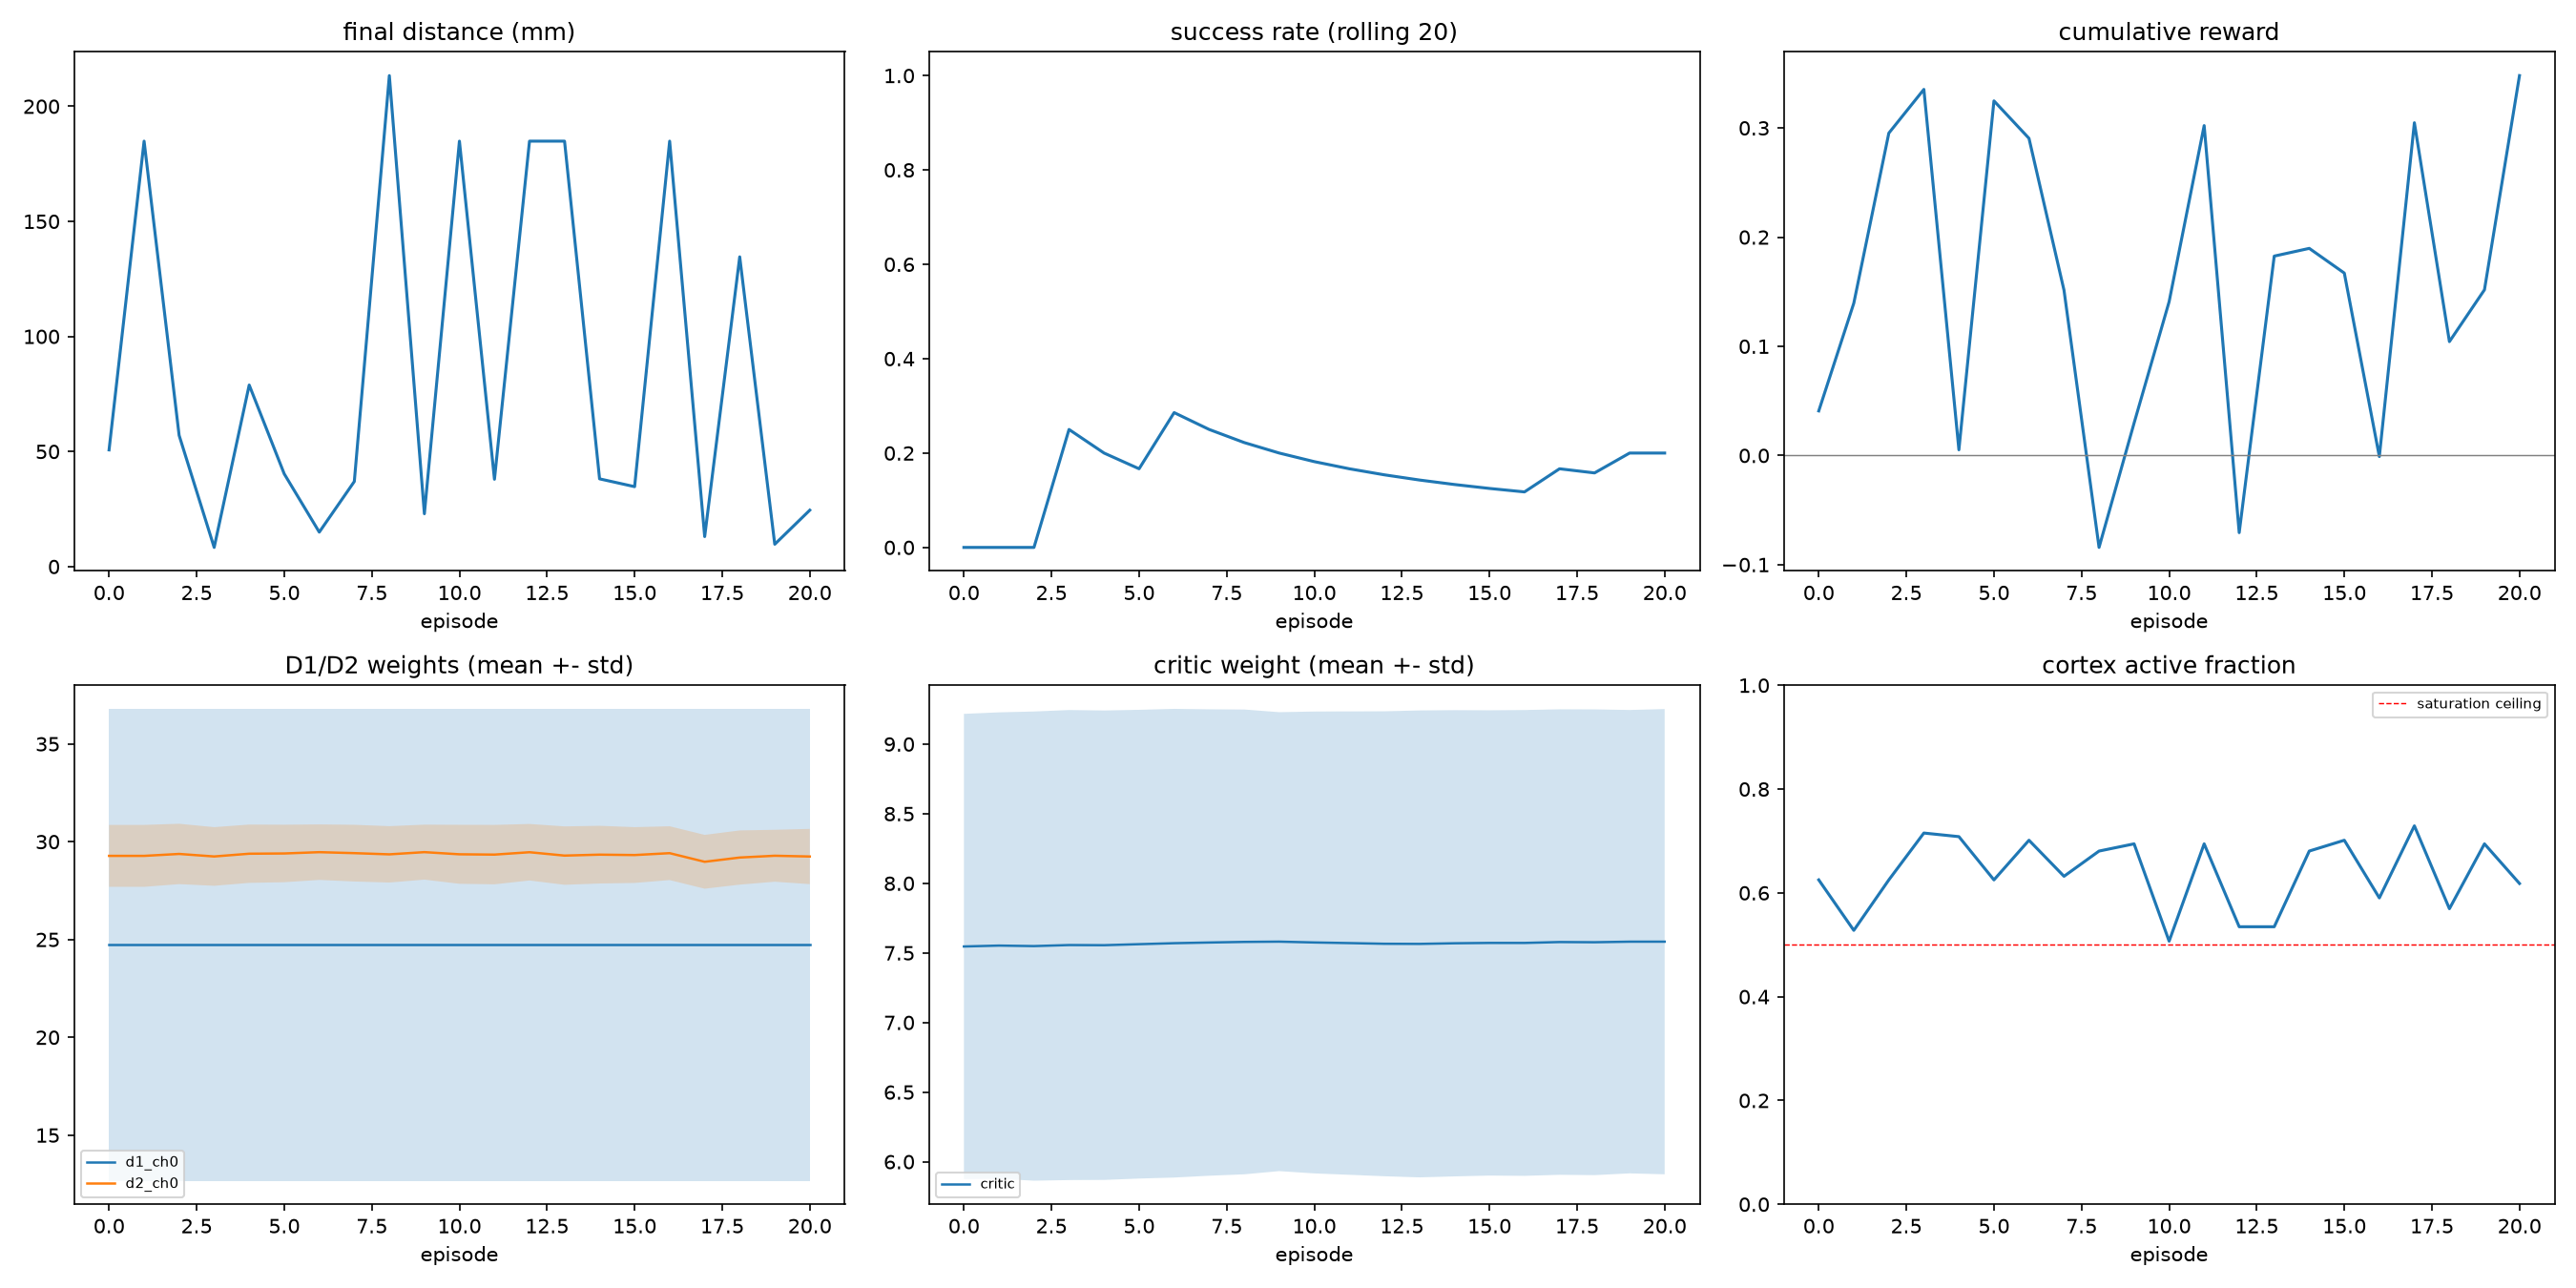 final distance (mm)
200
150
100
50
0
0.0 2.5 5.0 7.5 10.0 12.5 15.0 17.5 20.0
episode
success rate (rolling 20)
1.0
0.8
0.6
0.4
0.2
0.0
0.0 2.5 5.0 7.5 10.0 12.5 15.0 17.5 20.0
episode
cumulative reward
0.3
0.2
0.1
0.0
−0.1
0.0 2.5 5.0 7.5 10.0 12.5 15.0 17.5 20.0
episode
D1/D2 weights (mean +- std)
35
30
25
20
15
d1_ch0
d2_ch0
0.0 2.5 5.0 7.5 10.0 12.5 15.0 17.5 20.0
episode
critic weight (mean +- std)
9.0
8.5
8.0
7.5
7.0
6.5
6.0
critic
0.0 2.5 5.0 7.5 10.0 12.5 15.0 17.5 20.0
episode
cortex active fraction
1.0
saturation ceiling
0.8
0.6
0.4
0.2
0.0
0.0 2.5 5.0 7.5 10.0 12.5 15.0 17.5 20.0
episode